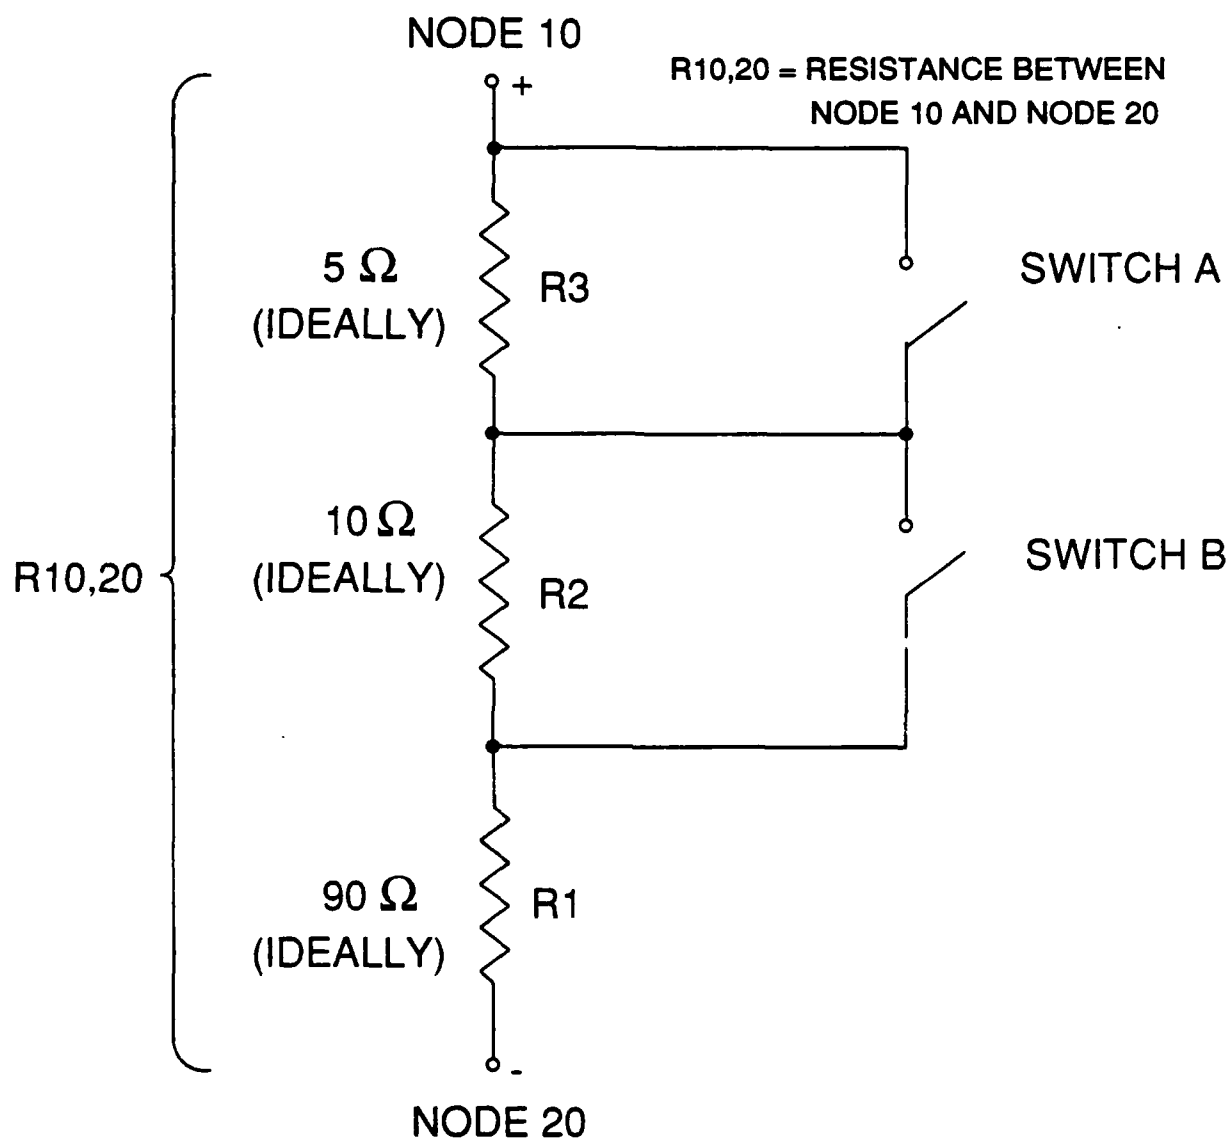 NODE 10
+
R10,20 = RESISTANCE BETWEEN
NODE 10 AND NODE 20
5 Ω
(IDEALLY)
R3
SWITCH A
10 Ω
(IDEALLY)
R2
SWITCH B
R10,20
90 Ω
(IDEALLY)
R1
-
NODE 20